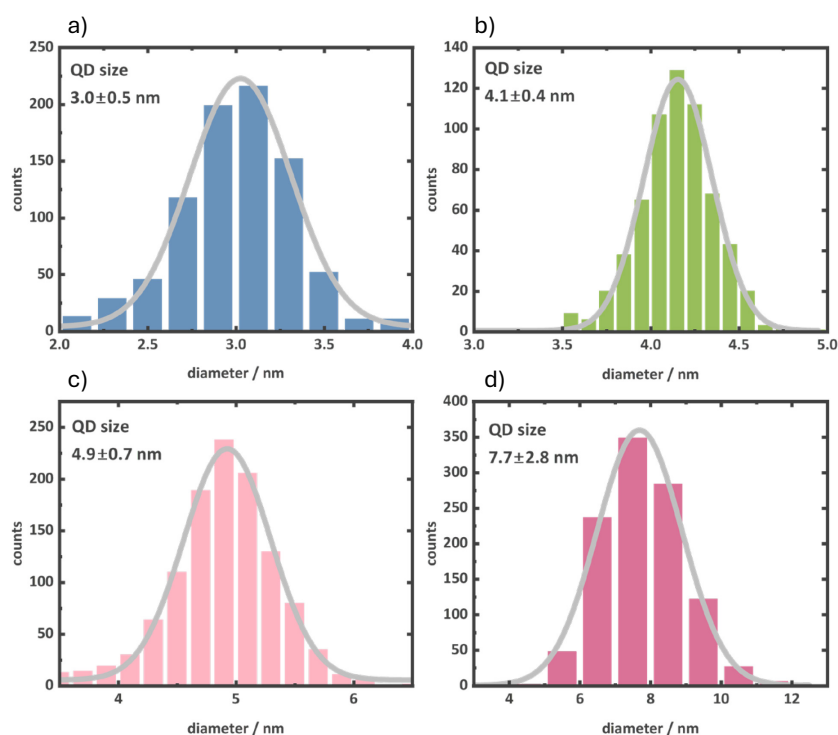 a)
250
200
150
100
50
0
counts
QD size
3.0±0.5 nm
2.0 2.5 3.0 3.5 4.0
diameter / nm
b)
140
120
100
80
60
40
20
0
counts
QD size
4.1±0.4 nm
3.0 3.5 4.0 4.5 5.0
diameter / nm
c)
250
200
150
100
50
0
counts
QD size
4.9±0.7 nm
4 5 6
diameter / nm
d)
400
350
300
250
200
150
100
50
0
counts
QD size
7.7±2.8 nm
4 6 8 10 12
diameter / nm